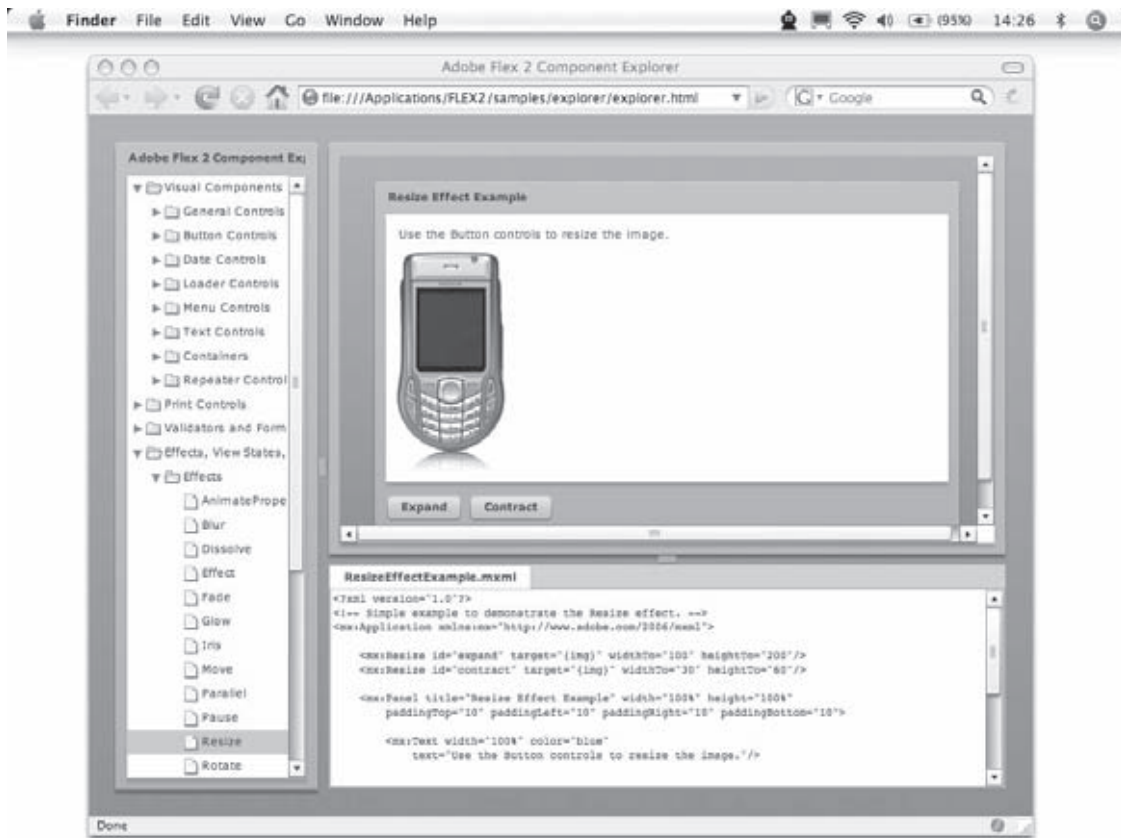 Finder File Edit View Go Window Help (95%) 14:26
Adobe Flex 2 Component Explorer
file:///Applications/FLEX2/samples/explorer/explorer.html G Google
Adobe Flex 2 Component Exp
Visual Components
General Controls
Button Controls
Date Controls
Loader Controls
Menu Controls
Text Controls
Containers
Repeater Control
Print Controls
Validators and Form
Effects, View States,
Effects
AnimatePrope
Blur
Dissolve
Effect
Fade
Glow
Iris
Move
Parallel
Pause
Resize
Rotate
Resize Effect Example
Use the Button controls to resize the image.
Expand Contract
ResizeEffectExample.mxml
<?xml version="1.0"?>
<!-- Simple example to demonstrate the Resize effect. -->
<mx:Application xmlns:mx="http://www.adobe.com/2006/mxml">
<mx:Resize id="expand" target="{img}" widthTo="100" heightTo="200"/>
<mx:Resize id="contract" target="{img}" widthTo="30" heightTo="60"/>
<mx:Panel title="Resize Effect Example" width="100%" height="100%"
paddingTop="10" paddingLeft="10" paddingRight="10" paddingBottom="10">
<mx:Text width="100%" color="blue"
text="Use the Button controls to resize the image."/>
Done